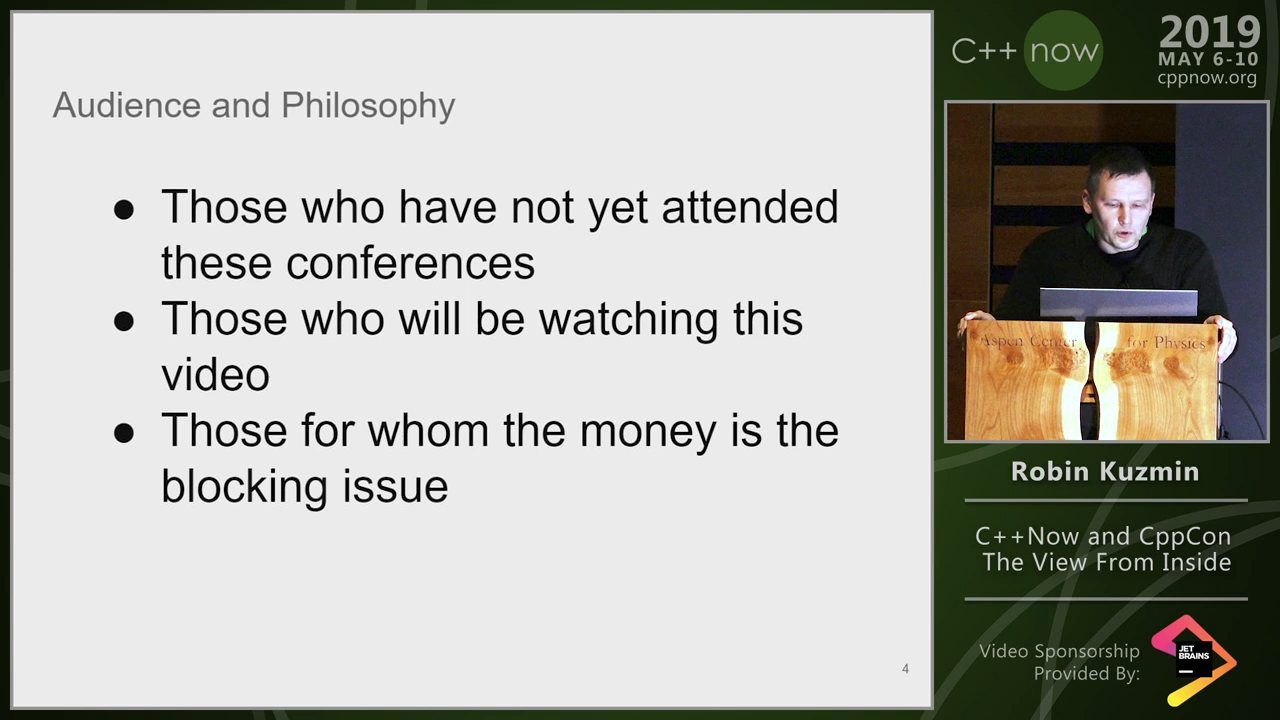 Audience and Philosophy
● Those who have not yet attended
these conferences
● Those who will be watching this
video
● Those for whom the money is the
blocking issue
4
C++ now
2019
MAY 6-10
cppnow.org
Aspen Center for Physics
Robin Kuzmin
C++Now and CppCon
The View From Inside
Video Sponsorship
Provided By:
JET
BRAINS